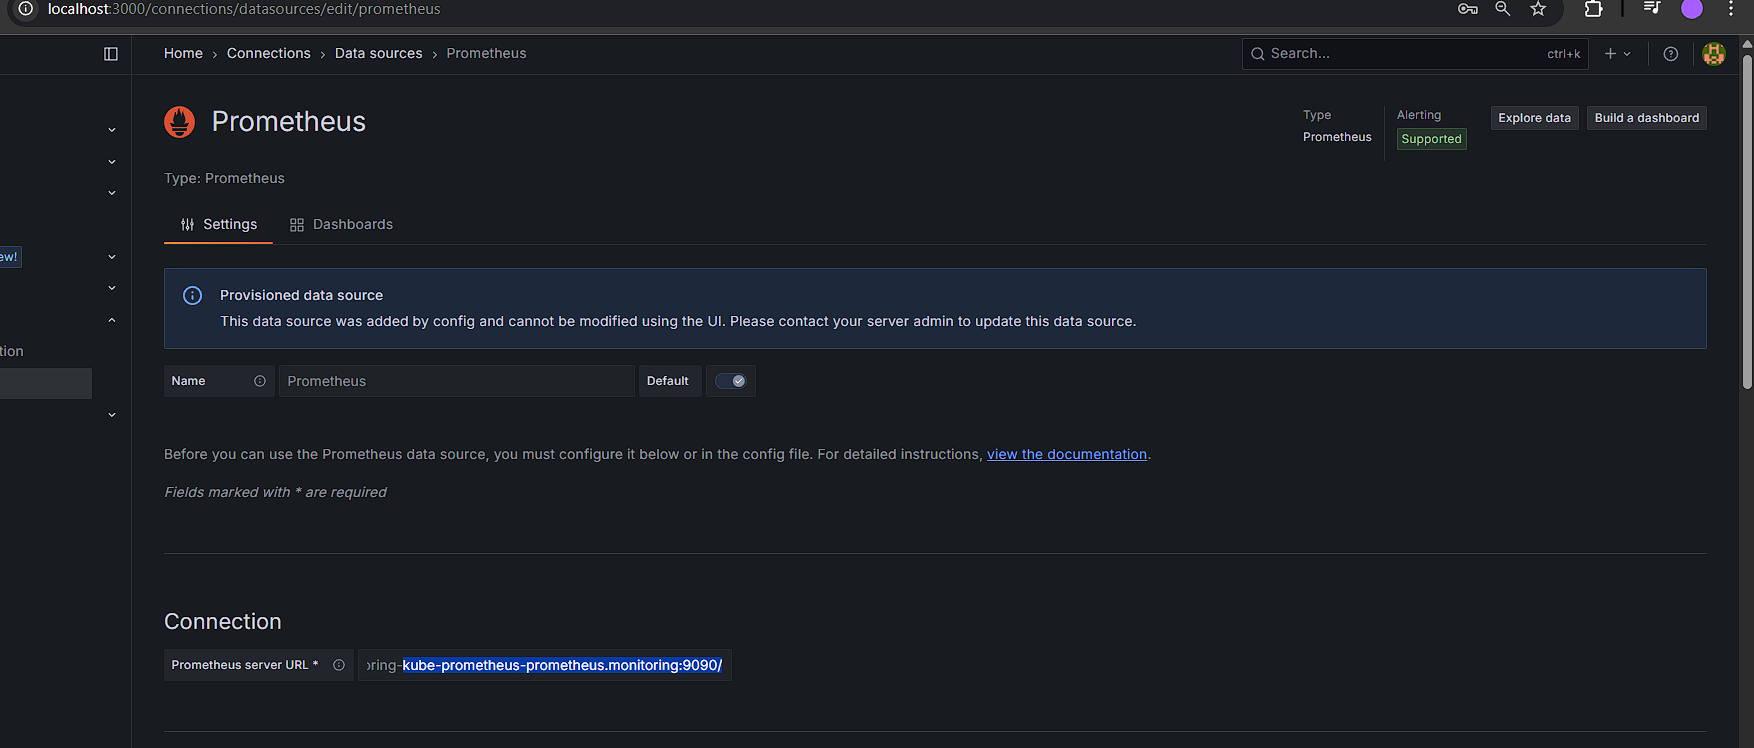 localhost:3000/connections/datasources/edit/prometheus
Home › Connections › Data sources › Prometheus
Search...
ctrl+k
Prometheus
Type
Prometheus
Alerting
Supported
Explore data
Build a dashboard
Type: Prometheus
Settings
Dashboards
ew!
Provisioned data source
This data source was added by config and cannot be modified using the UI. Please contact your server admin to update this data source.
Name
Prometheus
Default
tion
Before you can use the Prometheus data source, you must configure it below or in the config file. For detailed instructions, view the documentation.
Fields marked with * are required
Connection
Prometheus server URL *
oring-kube-prometheus-prometheus.monitoring:9090/